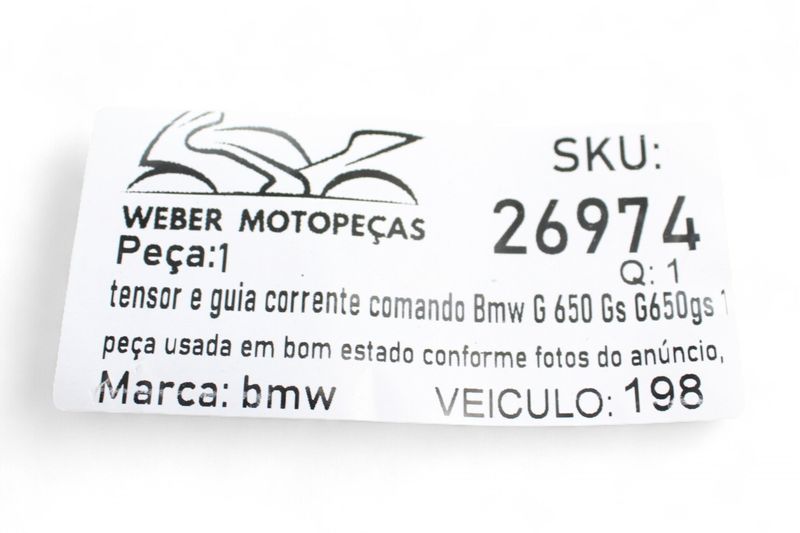 SKU:
WEBER MOTOPEÇAS
26974
Peça:1
Q: 1
tensor e guia corrente comando Bmw G 650 Gs G650gs
peça usada em bom estado conforme fotos do anúncio,
Marca: bmw
VEICULO: 198